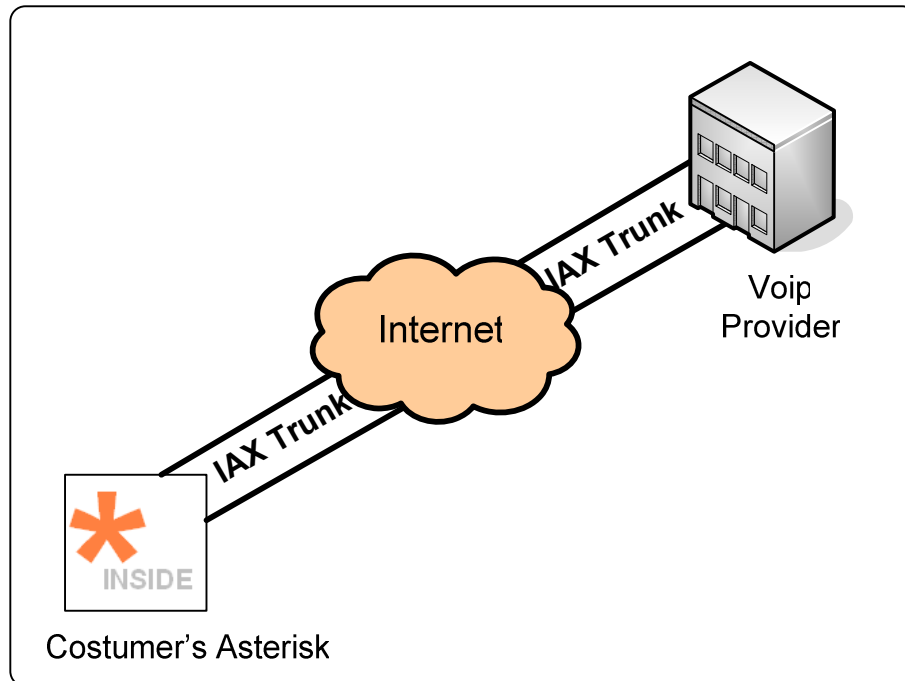 Voip
Provider
IAX Trunk
Internet
IAX Trunk
INSIDE
Costumer's Asterisk